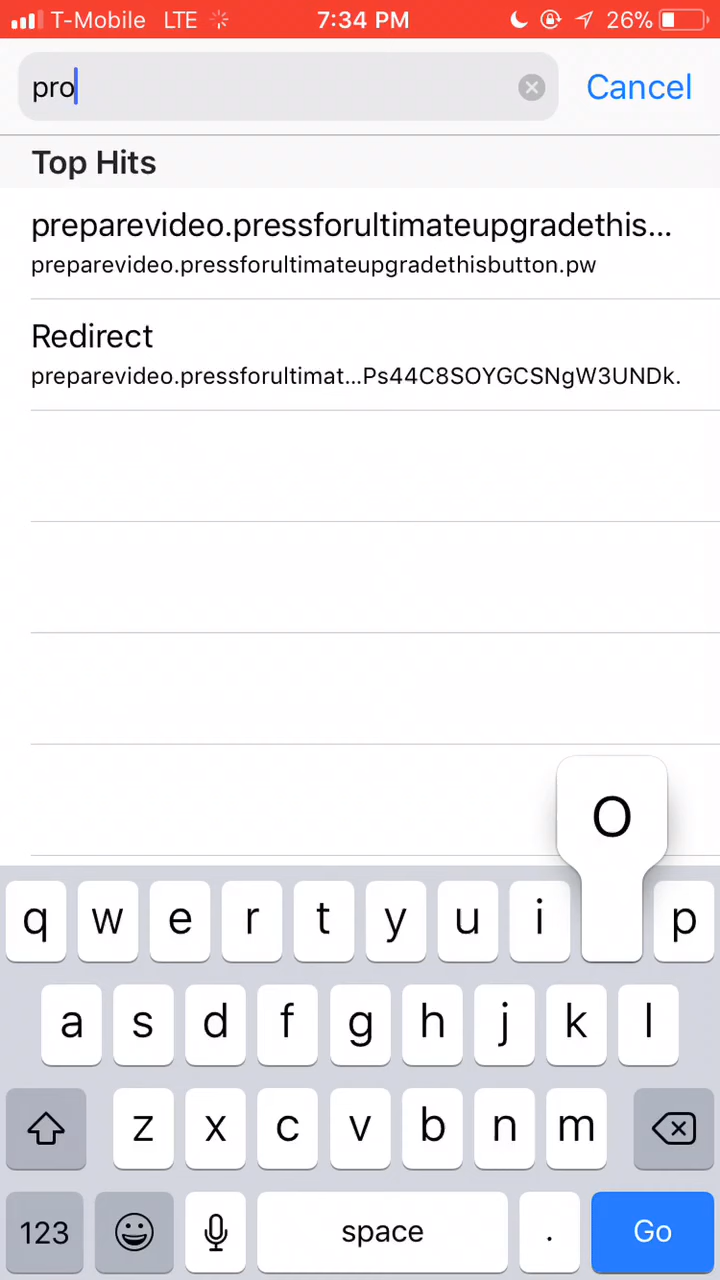 T-Mobile LTE 7:34 PM 26%
pro Cancel
Top Hits
preparevideo.pressforultimateupgradethis...
preparevideo.pressforultimateupgradethisbutton.pw
Redirect
preparevideo.pressforultimat...Ps44C8SOYGCSNgW3UNDk.
O
q w e r t y u i p
a s d f g h j k l
z x c v b n m
123 space . Go